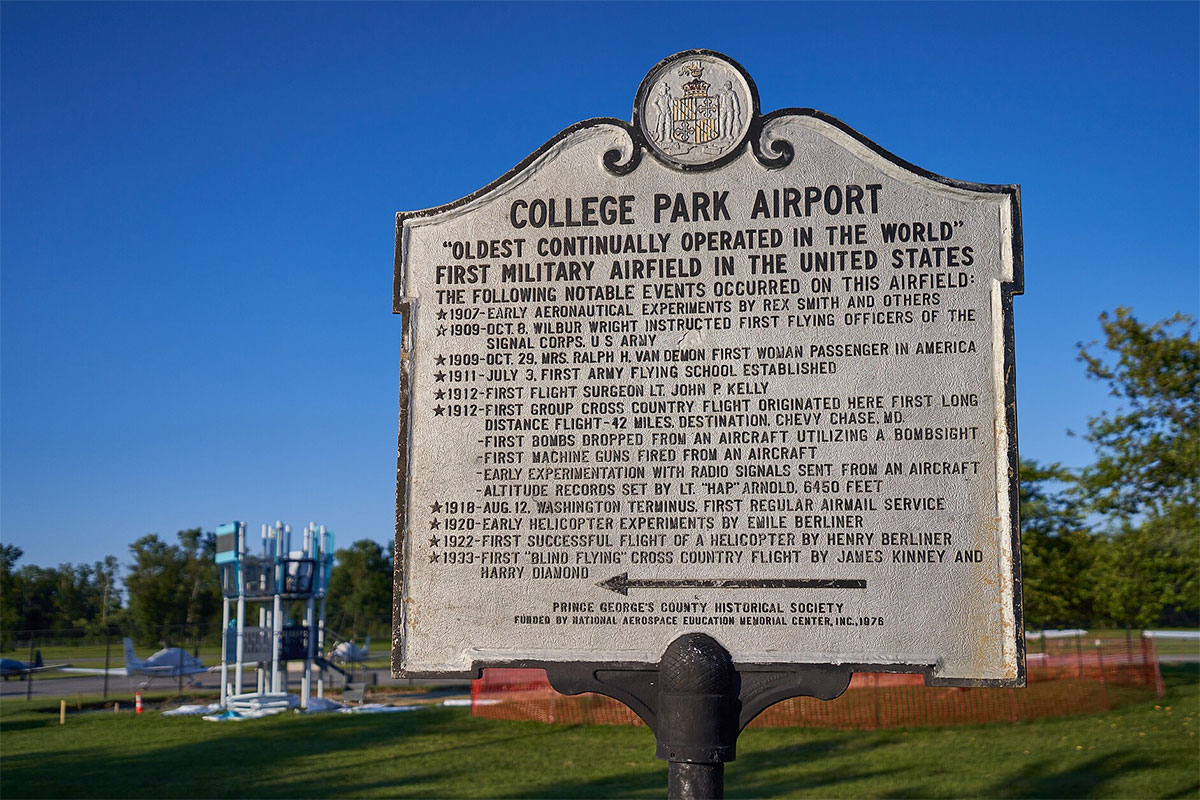 COLLEGE PARK AIRPORT
"OLDEST CONTINUALLY OPERATED IN THE WORLD"
FIRST MILITARY AIRFIELD IN THE UNITED STATES
THE FOLLOWING NOTABLE EVENTS OCCURRED ON THIS AIRFIELD:
★1907-EARLY AERONAUTICAL EXPERIMENTS BY REX SMITH AND OTHERS
★1909-OCT. 8, WILBUR WRIGHT INSTRUCTED FIRST FLYING OFFICERS OF THE
SIGNAL CORPS, U S ARMY
★1909-OCT. 29, MRS. RALPH H. VAN DEMON FIRST WOMAN PASSENGER IN AMERICA
★1911-JULY 3, FIRST ARMY FLYING SCHOOL ESTABLISHED
★1912-FIRST FLIGHT SURGEON LT. JOHN P. KELLY
★1912-FIRST GROUP CROSS COUNTRY FLIGHT ORIGINATED HERE FIRST LONG
DISTANCE FLIGHT-42 MILES, DESTINATION, CHEVY CHASE, MD.
-FIRST BOMBS DROPPED FROM AN AIRCRAFT UTILIZING A BOMBSIGHT
-FIRST MACHINE GUNS FIRED FROM AN AIRCRAFT
-EARLY EXPERIMENTATION WITH RADIO SIGNALS SENT FROM AN AIRCRAFT
-ALTITUDE RECORDS SET BY LT. "HAP" ARNOLD, 6450 FEET
★1918-AUG. 12, WASHINGTON TERMINUS, FIRST REGULAR AIRMAIL SERVICE
★1920-EARLY HELICOPTER EXPERIMENTS BY EMILE BERLINER
★1922-FIRST SUCCESSFUL FLIGHT OF A HELICOPTER BY HENRY BERLINER
★1933-FIRST "BLIND FLYING" CROSS COUNTRY FLIGHT BY JAMES KINNEY AND
HARRY DIAMOND
PRINCE GEORGE'S COUNTY HISTORICAL SOCIETY
FUNDED BY NATIONAL AEROSPACE EDUCATION MEMORIAL CENTER, INC., 1976